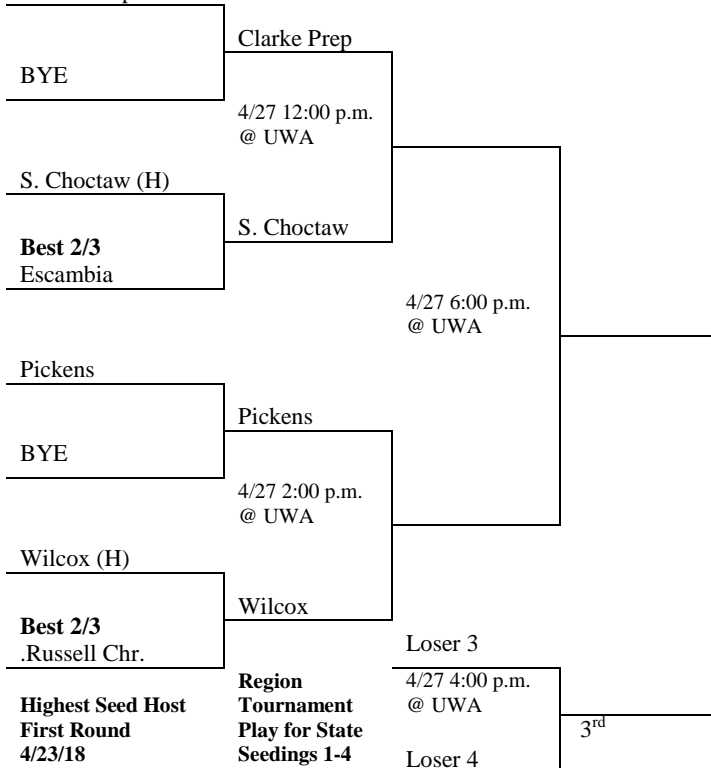 Clarke Prep
BYE
4/27 12:00 p.m.
@ UWA
S. Choctaw (H)
S. Choctaw
Best 2/3
Escambia
4/27 6:00 p.m.
@ UWA
Pickens
Pickens
BYE
4/27 2:00 p.m.
@ UWA
Wilcox (H)
Wilcox
Best 2/3
.Russell Chr.
Loser 3
4/27 4:00 p.m.
@ UWA
Highest Seed Host
First Round
4/23/18
Region
Tournament
Play for State
Seedings 1-4
3rd
Loser 4